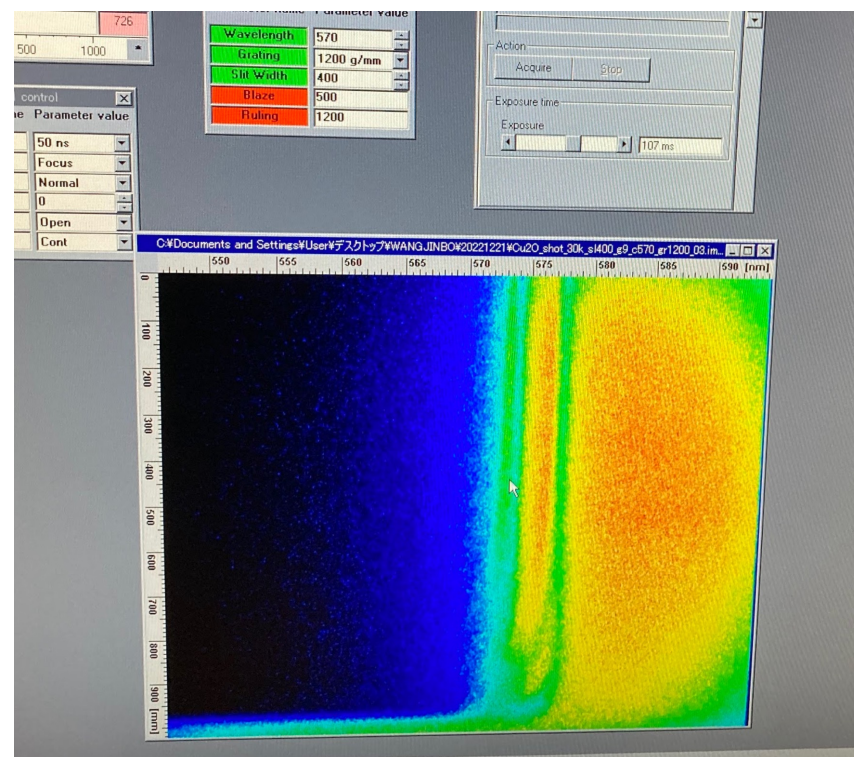 726
500 1000
Parameter value
Wavelength 570
Grating 1200 g/mm
Slit Width 400
Blaze 500
Ruling 1200
Action
Acquire Stop
Exposure time
Exposure
107 ms
control
Parameter value
50 ns
Focus
Normal
0
Open
Cont
C:¥Documents and Settings¥User¥デスクトップ¥WANGJINBO¥20221221¥Cu2O_shot_30k_sl400_g9_c570_gr1200_03.im...
550 555 560 565 570 575 580 585 590 [nm]
0
100
200
300
400
500
600
700
800
900
[mm]